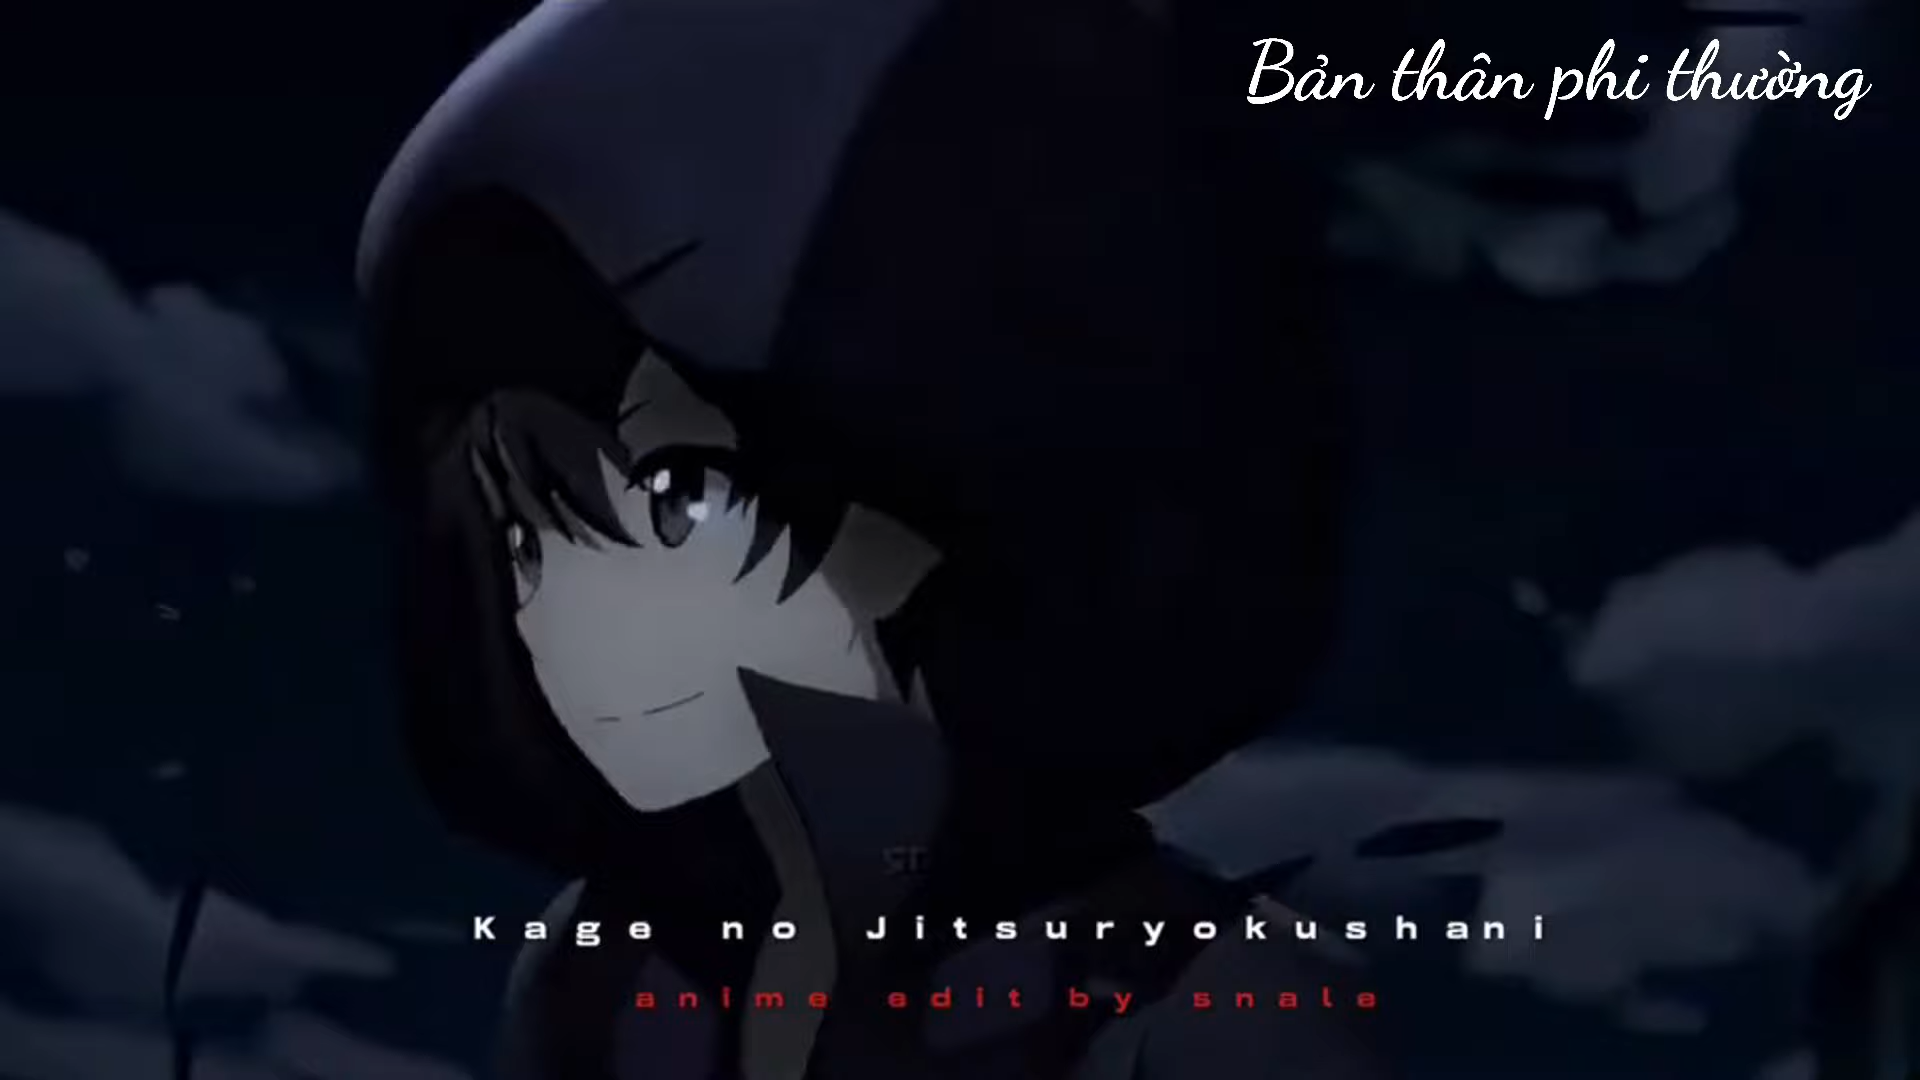 Bản thân phi thường
Kage no Jitsuryokushani
anime edit by snale